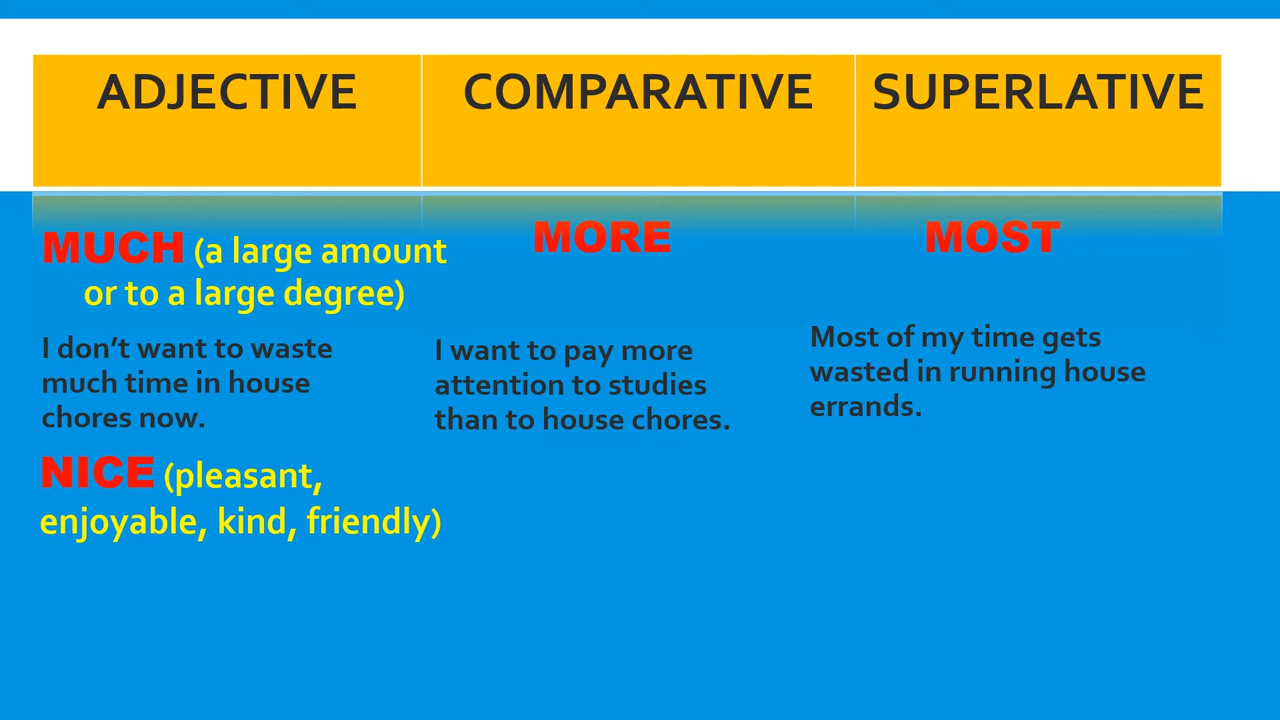 ADJECTIVE
COMPARATIVE
SUPERLATIVE
MUCH (a large amount
or to a large degree)
MORE
MOST
I don’t want to waste
much time in house
chores now.
I want to pay more
attention to studies
than to house chores.
Most of my time gets
wasted in running house
errands.
NICE (pleasant,
enjoyable, kind, friendly)